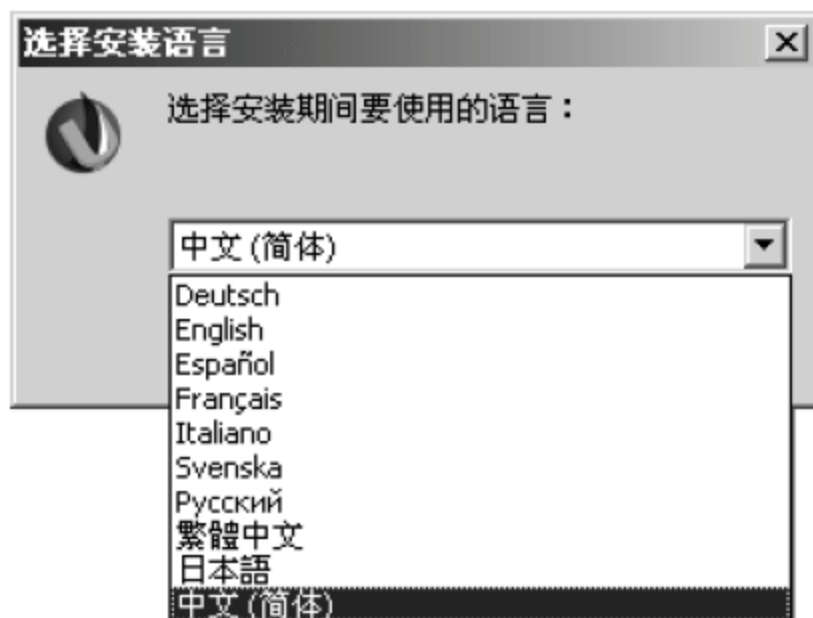 选择安装语言
选择安装期间要使用的语言：
中文 (简体)
Deutsch
English
Español
Français
Italiano
Svenska
Русский
繁體中文
日本語
中文 (简体)